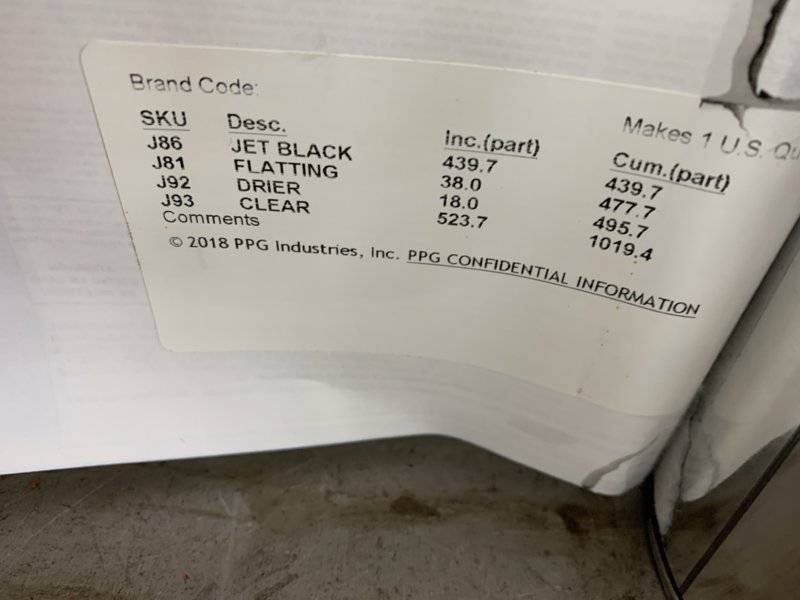 Brand Code:
Makes 1 U.S.
SKU Desc. Inc.(part) Cum.(part)
J86 JET BLACK 439.7 439.7
J81 FLATTING 38.0 477.7
J92 DRIER 18.0 495.7
J93 CLEAR 523.7 1019.4
Comments
© 2018 PPG Industries, Inc. PPG CONFIDENTIAL INFORMATION